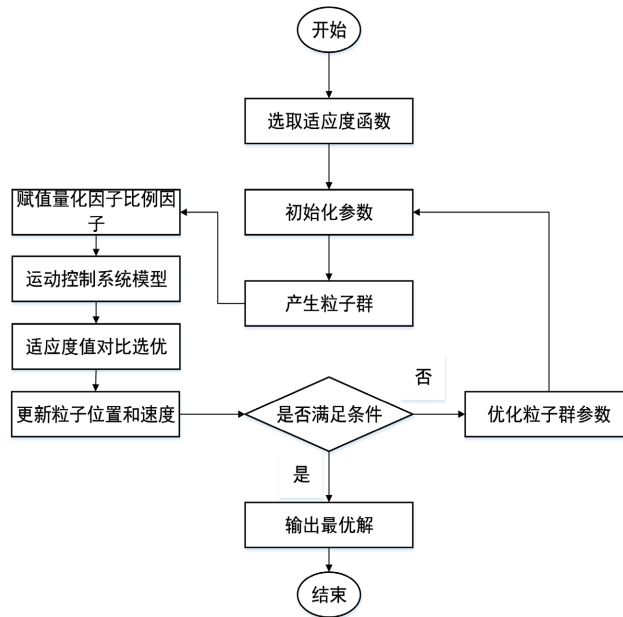 开始
选取适应度函数
初始化参数
产生粒子群
赋值量化因子比例因
子
运动控制系统模型
适应度值对比选优
更新粒子位置和速度
是否满足条件
否
优化粒子群参数
是
输出最优解
结束